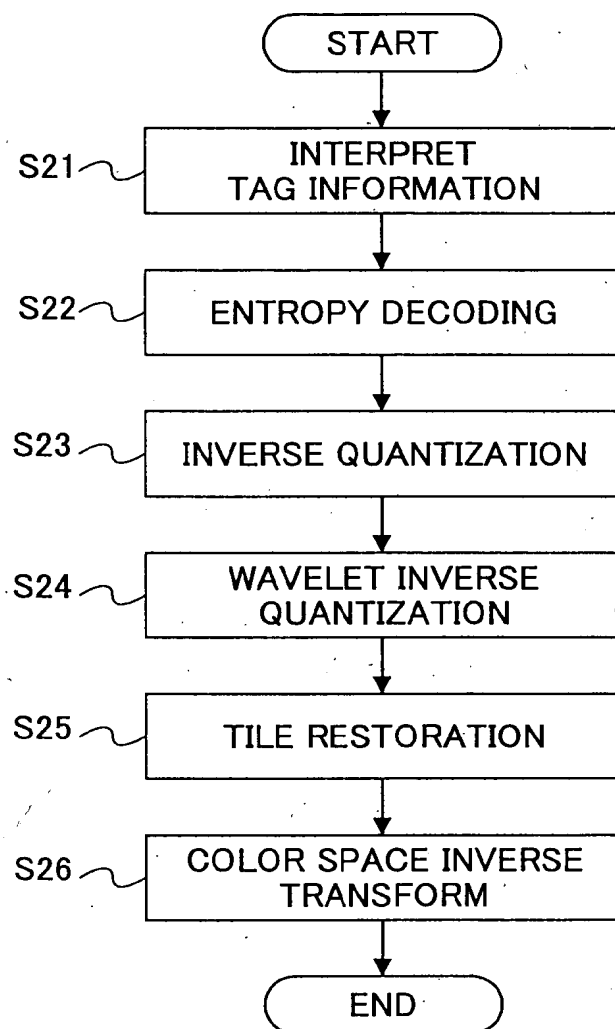 START
S21
INTERPRET
TAG INFORMATION
S22
ENTROPY DECODING
S23
INVERSE QUANTIZATION
S24
WAVELET INVERSE
QUANTIZATION
S25
TILE RESTORATION
S26
COLOR SPACE INVERSE
TRANSFORM
END